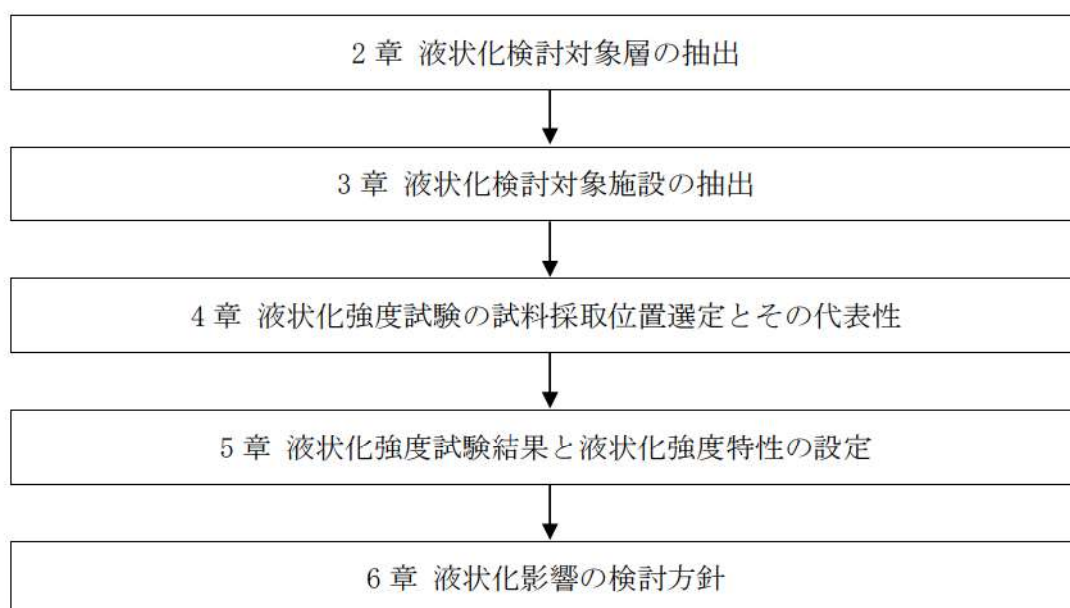 2章 液状化検討対象層の抽出
3章 液状化検討対象施設の抽出
4章 液状化強度試験の試料採取位置選定とその代表性
5章 液状化強度試験結果と液状化強度特性の設定
6章 液状化影響の検討方針